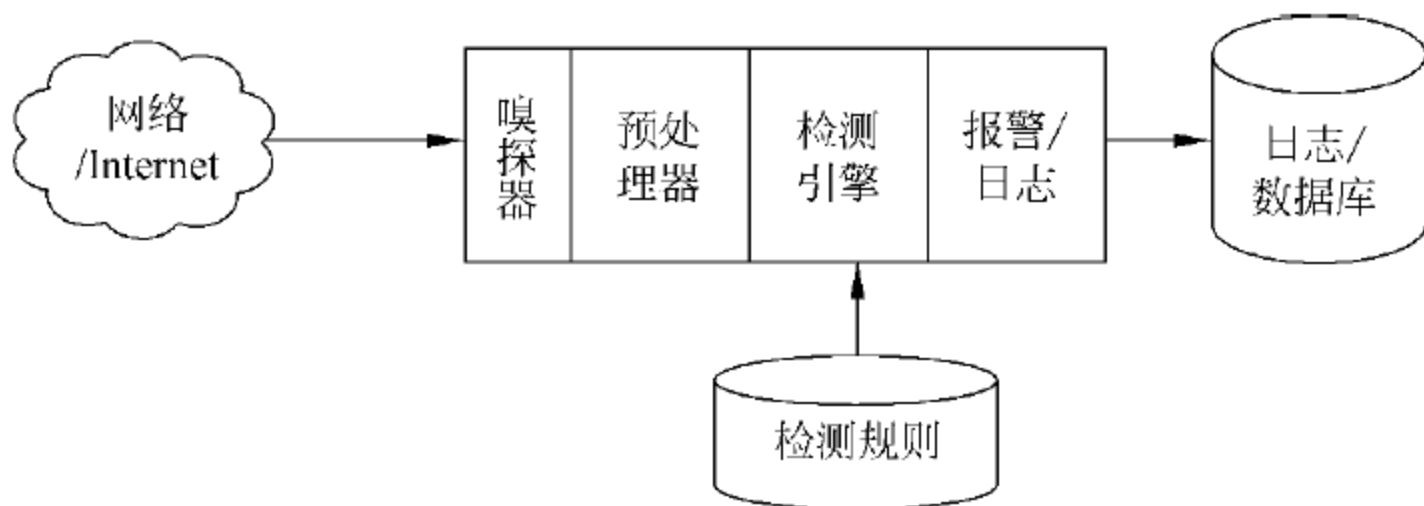 网络
/Internet
嗅探器
预处
理器
检测
引擎
报警/
日志
日志/
数据库
检测规则